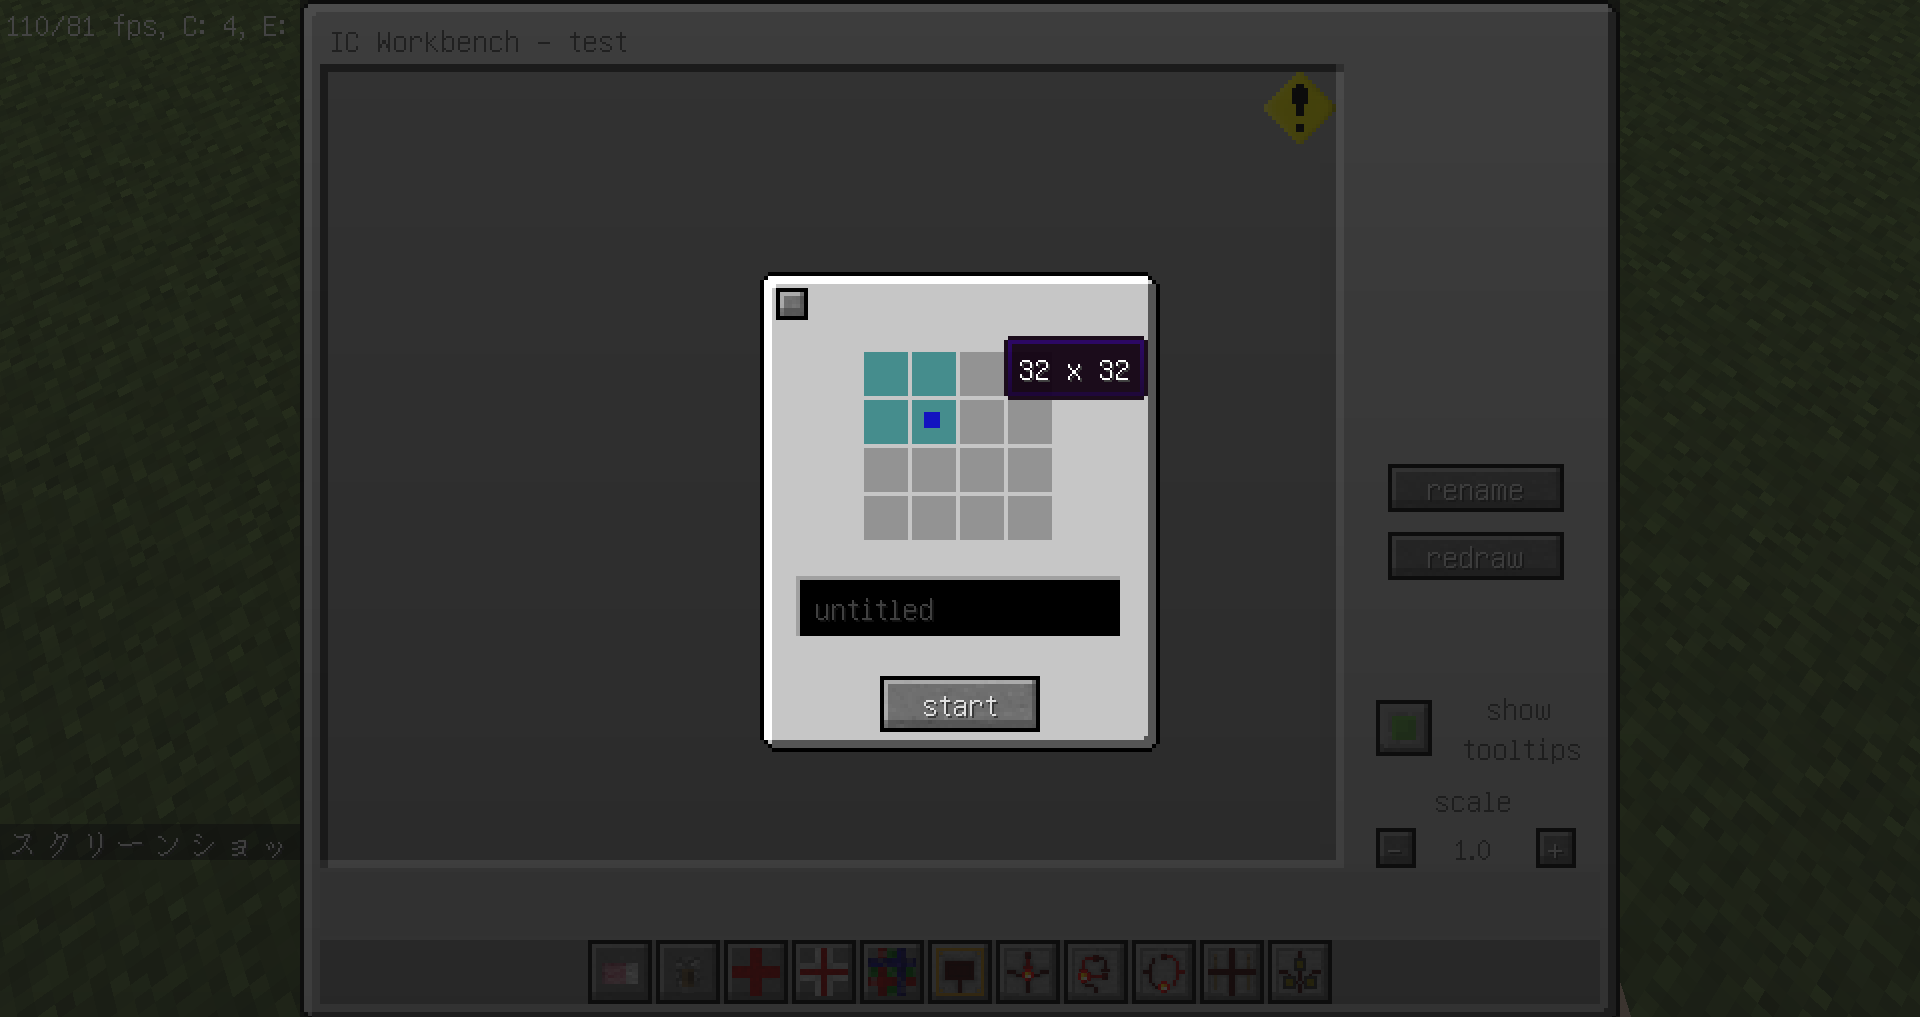 110/81 fps, C: 4, E:
IC Workbench - test
32 x 32
untitled
start
rename
redraw
show
tooltips
scale
- 1.0 +
スクリーンショッ